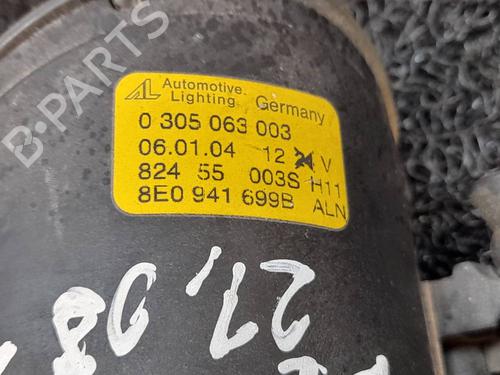 AL Automotive. Lighting Germany
0 305 063 003
06.01.04 12 V
824 55 003S H11
8E0 941 699B ALN
27,08
B-PARTS